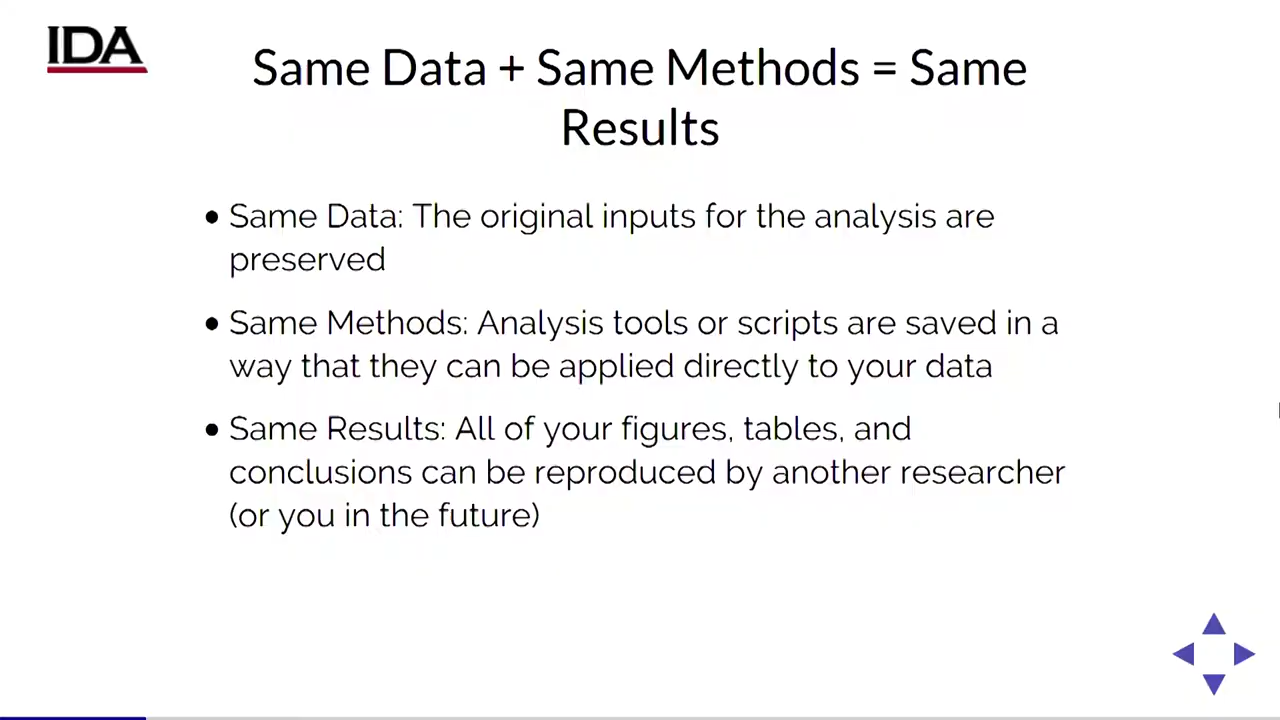 IDA
Same Data + Same Methods = Same
Results
• Same Data: The original inputs for the analysis are
preserved
• Same Methods: Analysis tools or scripts are saved in a
way that they can be applied directly to your data
• Same Results: All of your figures, tables, and
conclusions can be reproduced by another researcher
(or you in the future)